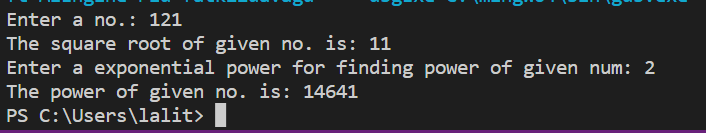 Enter a no.: 121
The square root of given no. is: 11
Enter a exponential power for finding power of given num: 2
The power of given no. is: 14641
PS C:\Users\lalit>